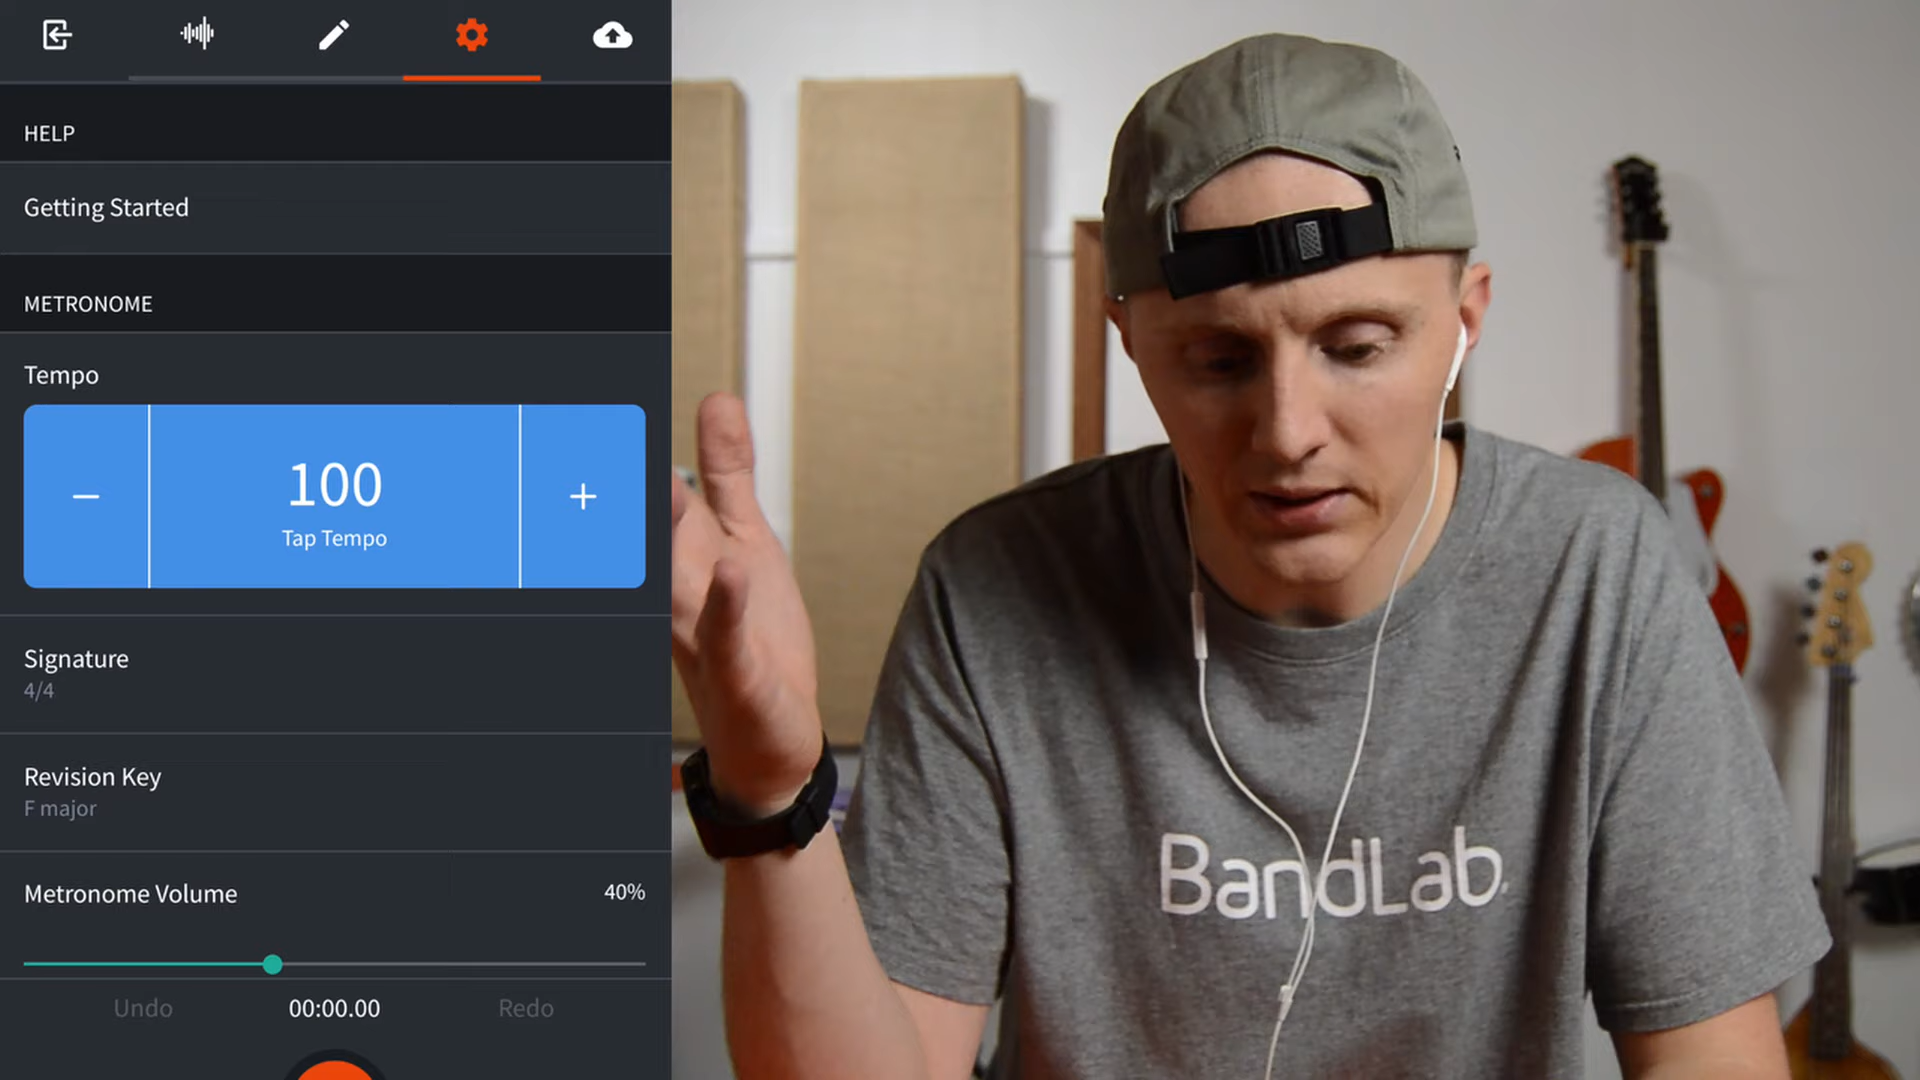 HELP
Getting Started
METRONOME
Tempo
100
Tap Tempo
Signature
4/4
Revision Key
F major
Metronome Volume
40%
Undo
00:00.00
Redo
BandLab